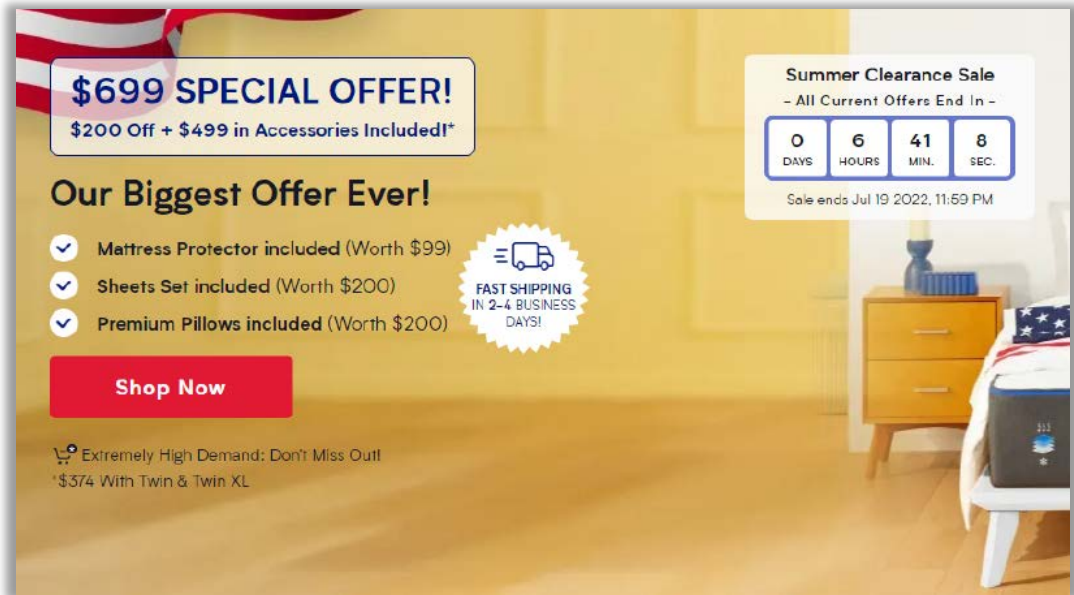 $699 SPECIAL OFFER!
$200 Off + $499 in Accessories Included!*
Our Biggest Offer Ever!
Mattress Protector included (Worth $99)
Sheets Set included (Worth $200)
Premium Pillows included (Worth $200)
FAST SHIPPING
IN 2-4 BUSINESS
DAYS!
Shop Now
Extremely High Demand: Don't Miss Out!
*$374 With Twin & Twin XL
Summer Clearance Sale
- All Current Offers End In -
0 6 41 8
DAYS HOURS MIN. SEC.
Sale ends Jul 19 2022, 11:59 PM